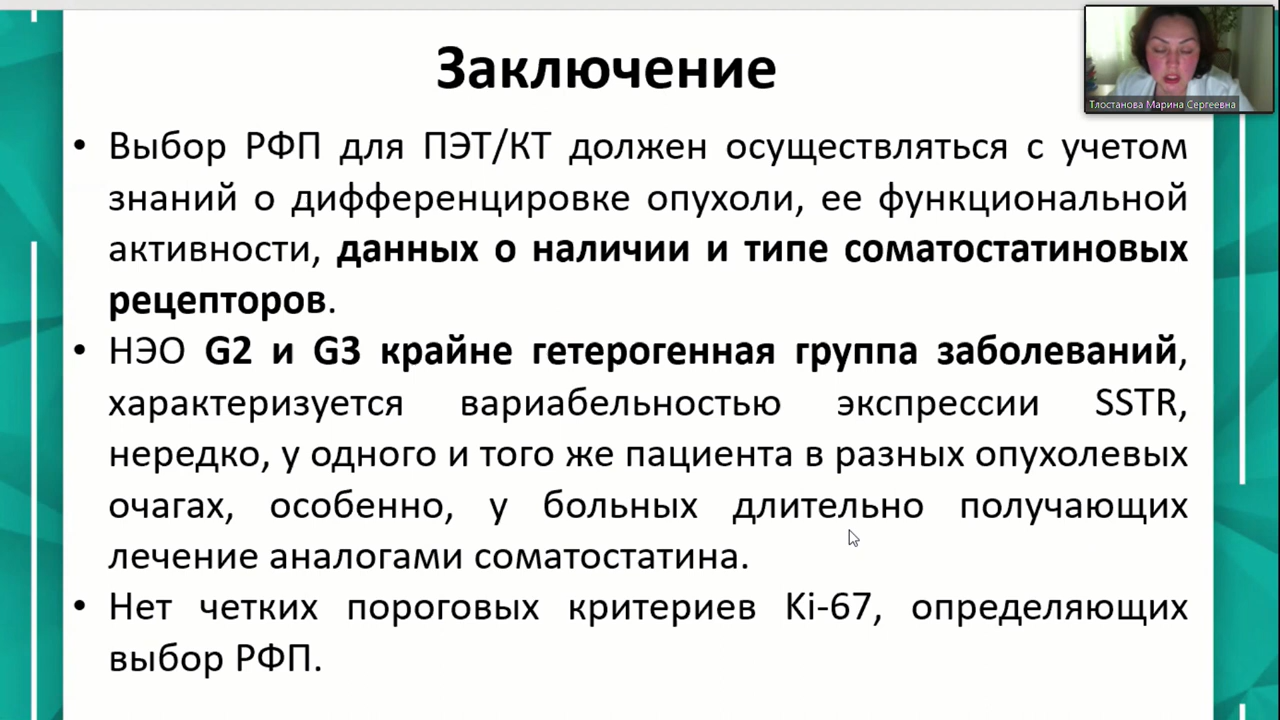 Заключение
Тлостанова Марина Сергеевна
• Выбор РФП для ПЭТ/КТ должен осуществляться с учетом
знаний о дифференцировке опухоли, ее функциональной
активности, данных о наличии и типе соматостатиновых
рецепторов.
• НЭО G2 и G3 крайне гетерогенная группа заболеваний,
характеризуется вариабельностью экспрессии SSTR,
нередко, у одного и того же пациента в разных опухолевых
очагах, особенно, у больных длительно получающих
лечение аналогами соматостатина.
• Нет четких пороговых критериев Ki-67, определяющих
выбор РФП.